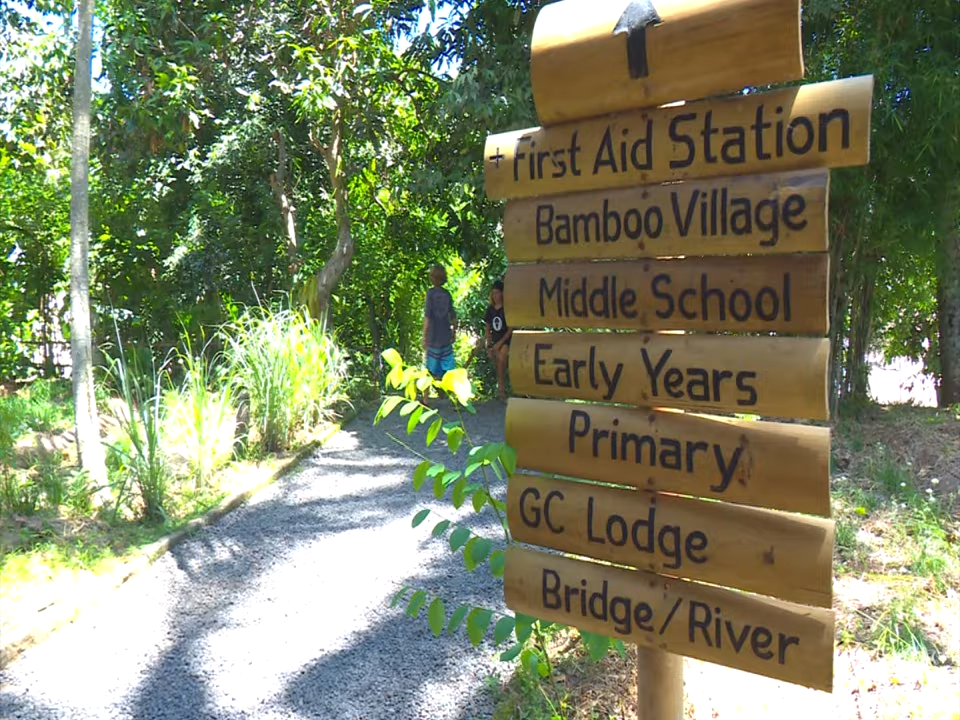 + First Aid Station
Bamboo Village
Middle School
Early Years
Primary
GC Lodge
Bridge/River